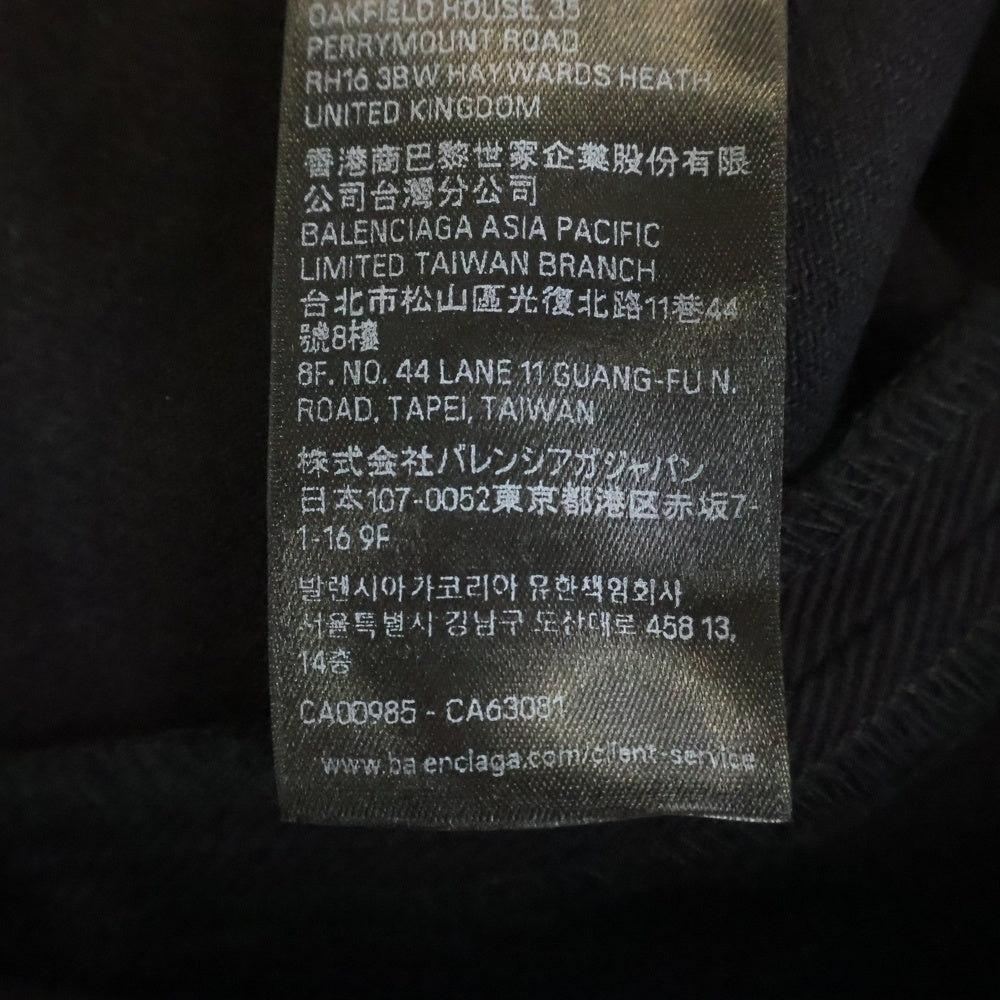 OAKFIELD HOUSE 35
PERRYMOUNT ROAD
RH16 3BW HAYWARDS HEATH
UNITED KINGDOM
香港商巴黎世家企業股份有限
公司台灣分公司
BALENCIAGA ASIA PACIFIC
LIMITED TAIWAN BRANCH
台北市松山區光復北路11巷44
號8樓
8F. NO. 44 LANE 11 GUANG-FU N.
ROAD, TAPEI, TAIWAN
株式会社バレンシアガジャパン
日本107-0052東京都港区赤坂7-
1-16 9F
발렌시아가코리아 유한책임회사
서울특별시 강남구 도산대로 458 13,
14층
CA00985 - CA63081
www.balenciaga.com/client-service